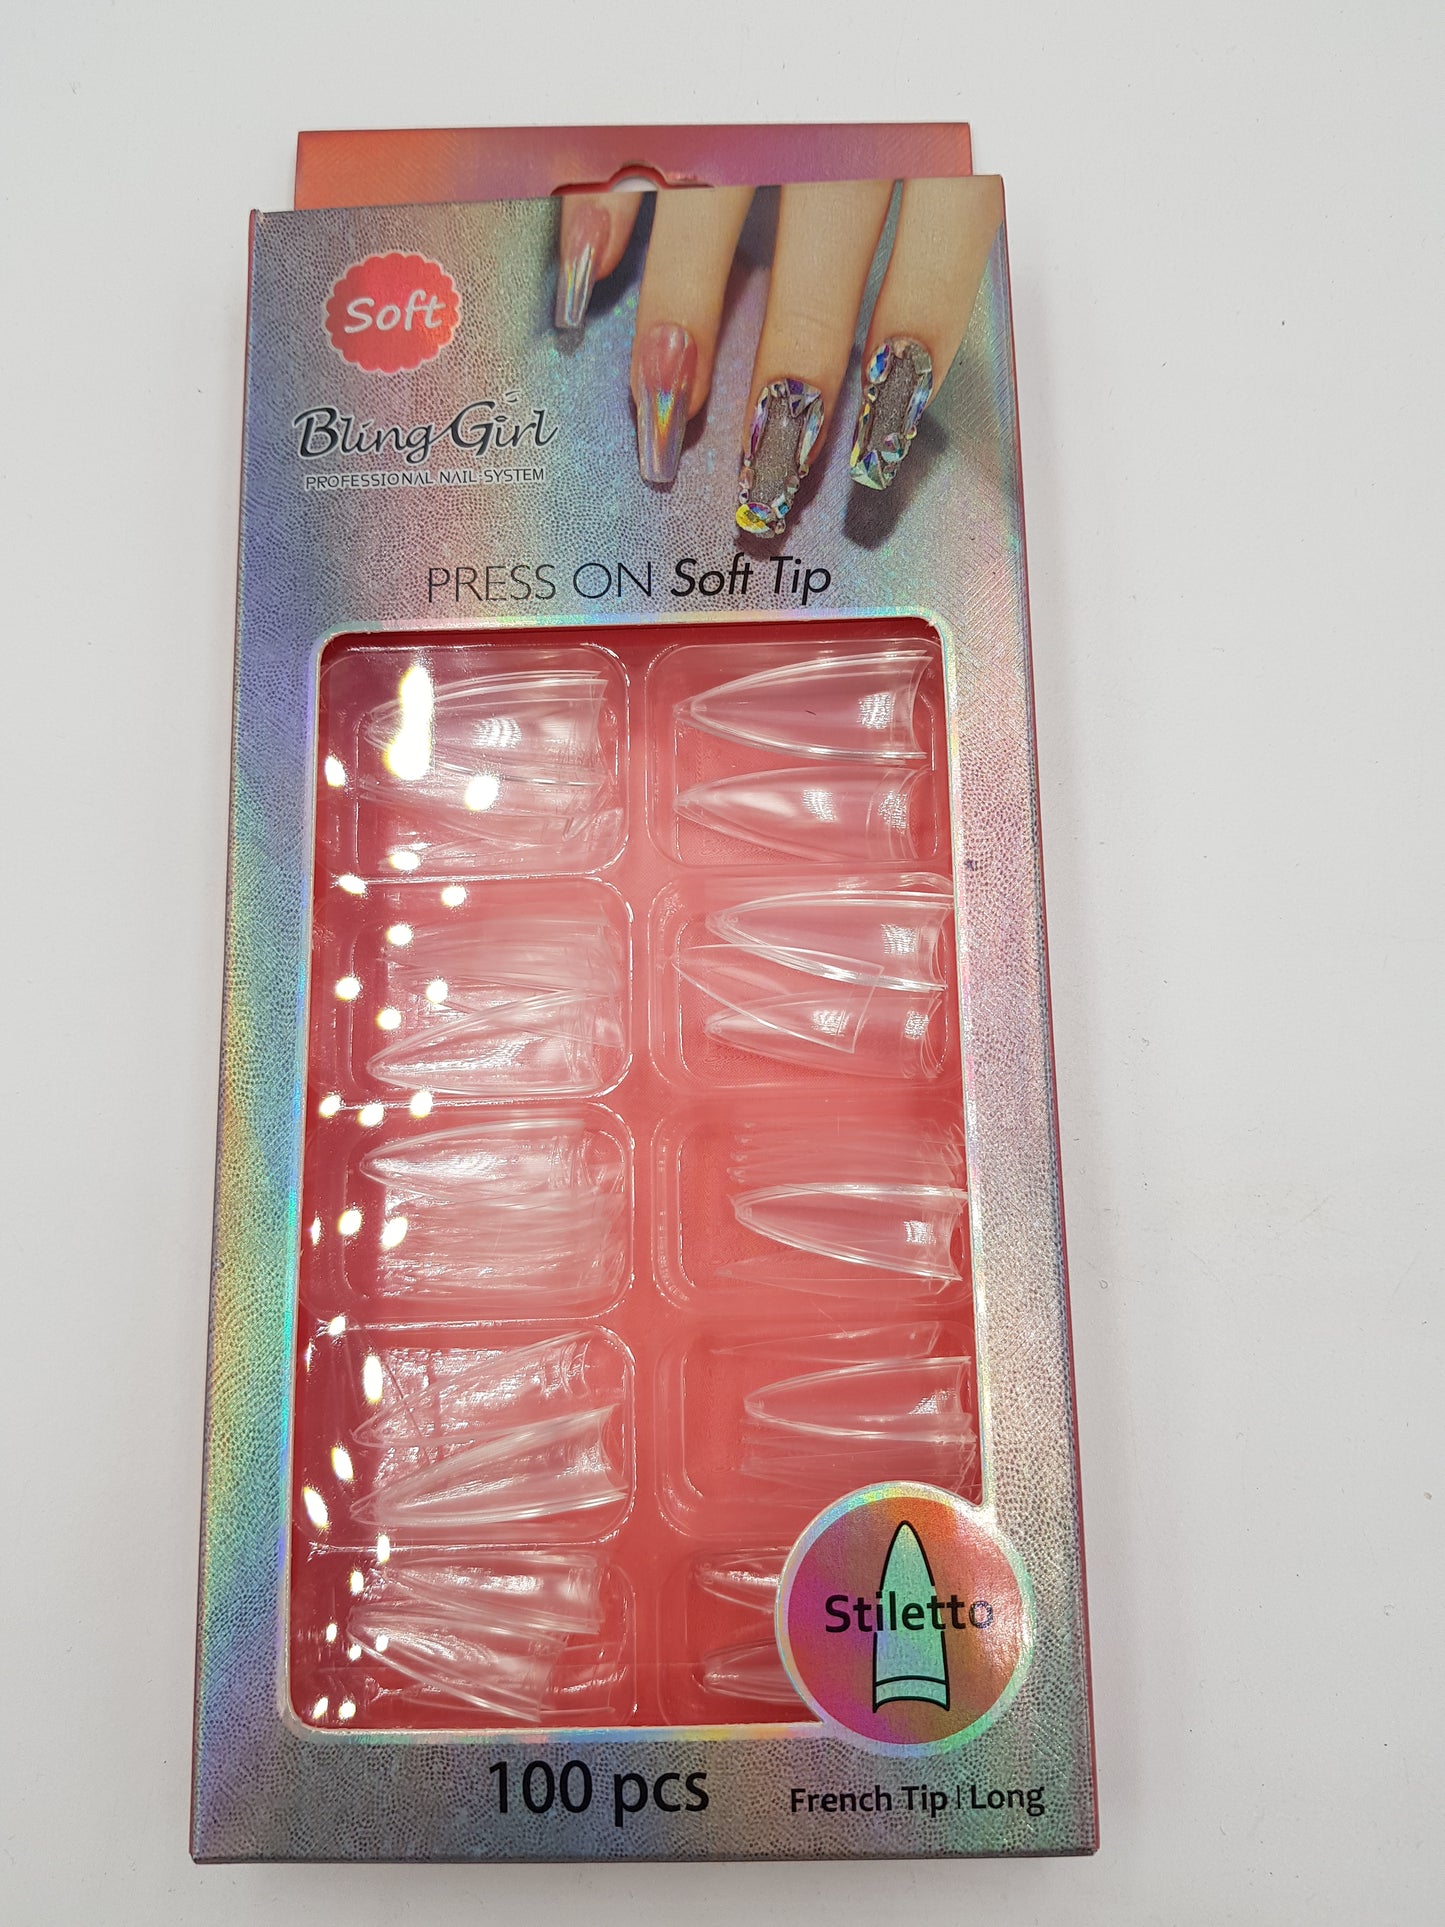 Soft
Bling Girl
PROFESSIONAL NAIL SYSTEM
PRESS ON Soft Tip
Stiletto
100 pcs
French Tip | Long